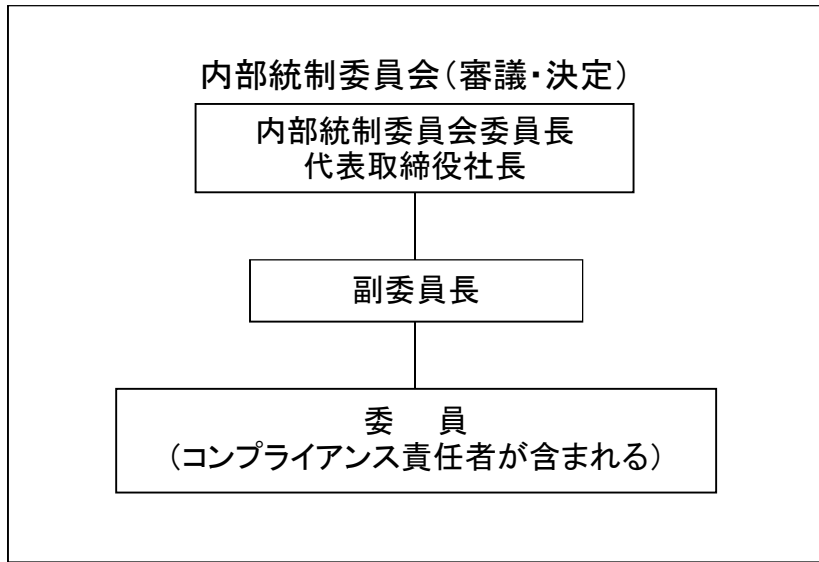 内部統制委員会（審議・決定）
内部統制委員会委員長
代表取締役社長
副委員長
委　員
（コンプライアンス責任者が含まれる）